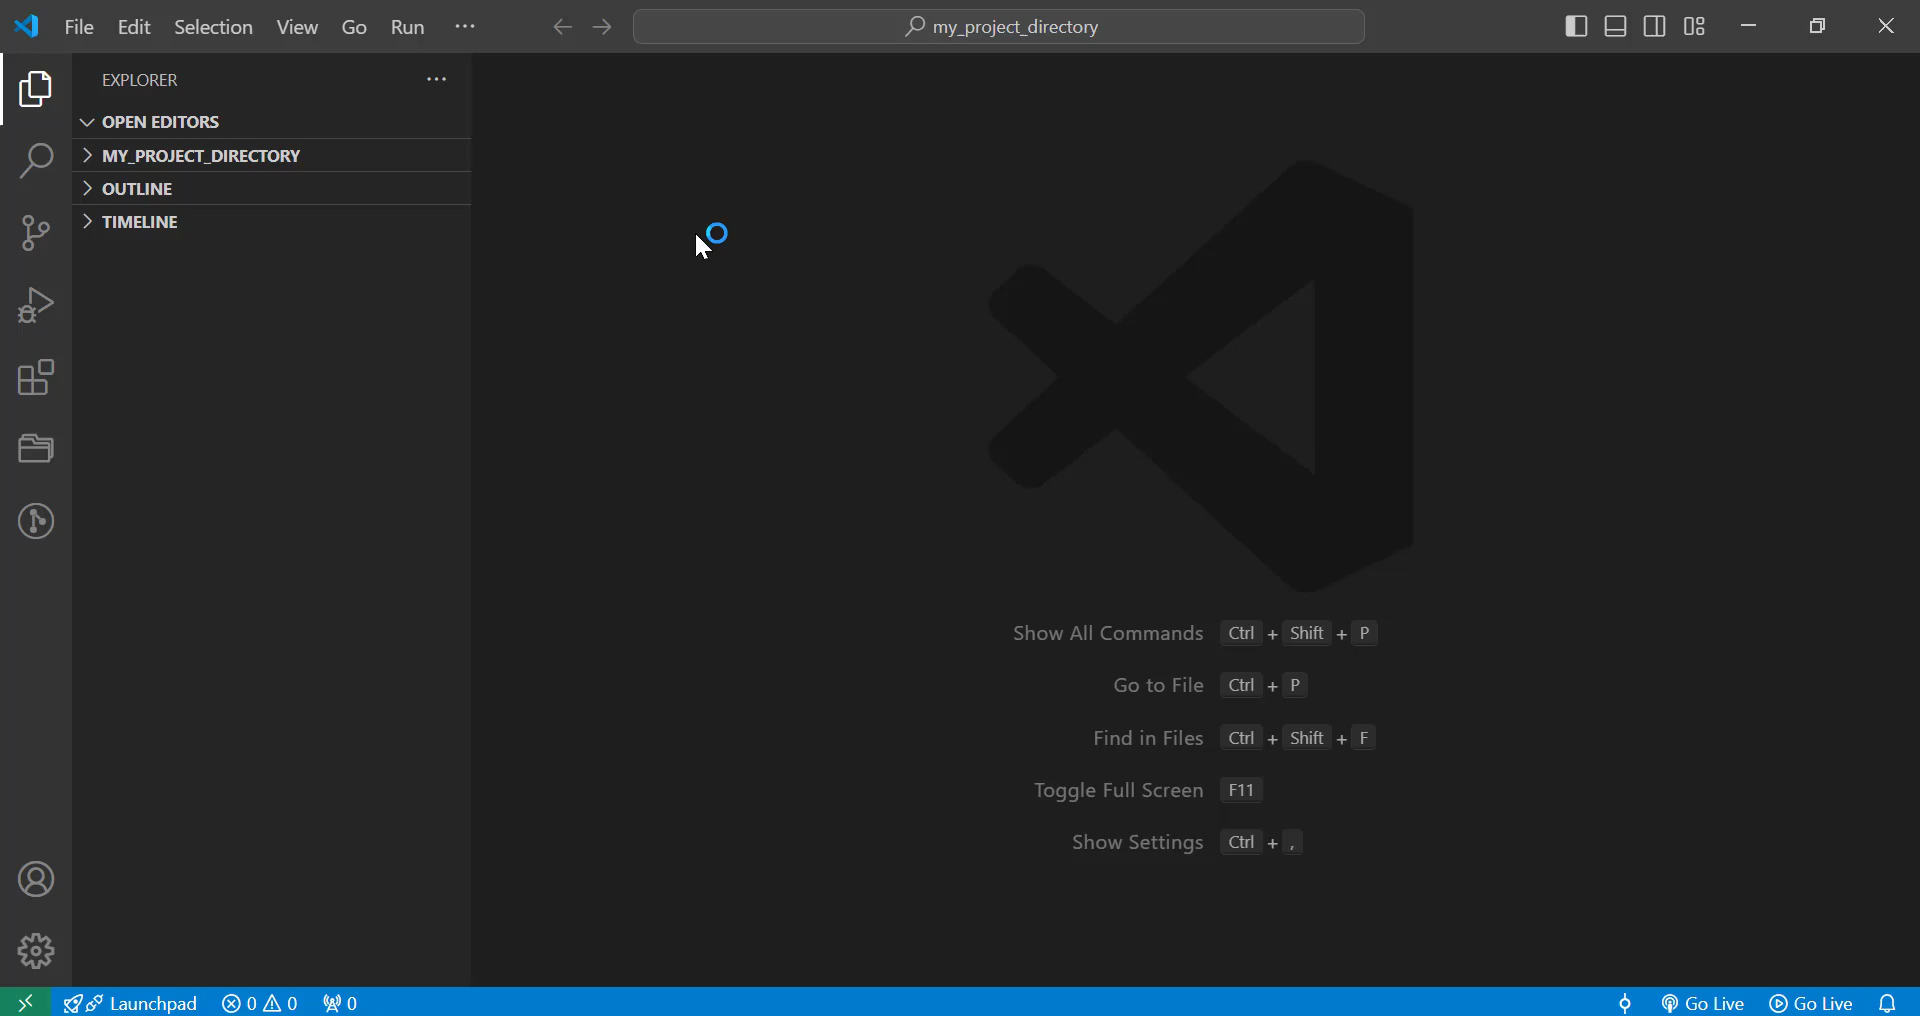 File Edit Selection View Go Run ···
my_project_directory
EXPLORER ···
OPEN EDITORS
MY_PROJECT_DIRECTORY
OUTLINE
TIMELINE
Show All Commands Ctrl + Shift + P
Go to File Ctrl + P
Find in Files Ctrl + Shift + F
Toggle Full Screen F11
Show Settings Ctrl + ,
Launchpad 0 0 0 Go Live Go Live